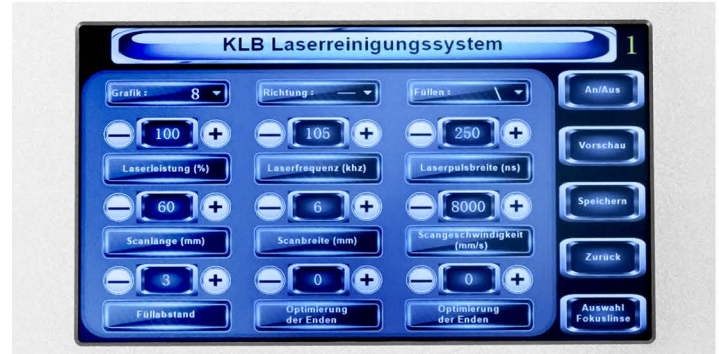 KLB Laserreinigungssystem
1
Grafik: 8
Richtung: —
Füllen: \
An/Aus
— 100 +
— 105 +
— 250 +
Laserleistung (%)
Laserfrequenz (khz)
Laserpulsbreite (ns)
Vorschau
— 60 +
— 6 +
— 8000 +
Scanlänge (mm)
Scanbreite (mm)
Scangeschwindigkeit
(mm/s)
Speichern
— 3 +
— 0 +
— 0 +
Füllabstand
Optimierung
der Enden
Optimierung
der Enden
Zurück
Auswahl
Fokuslinse